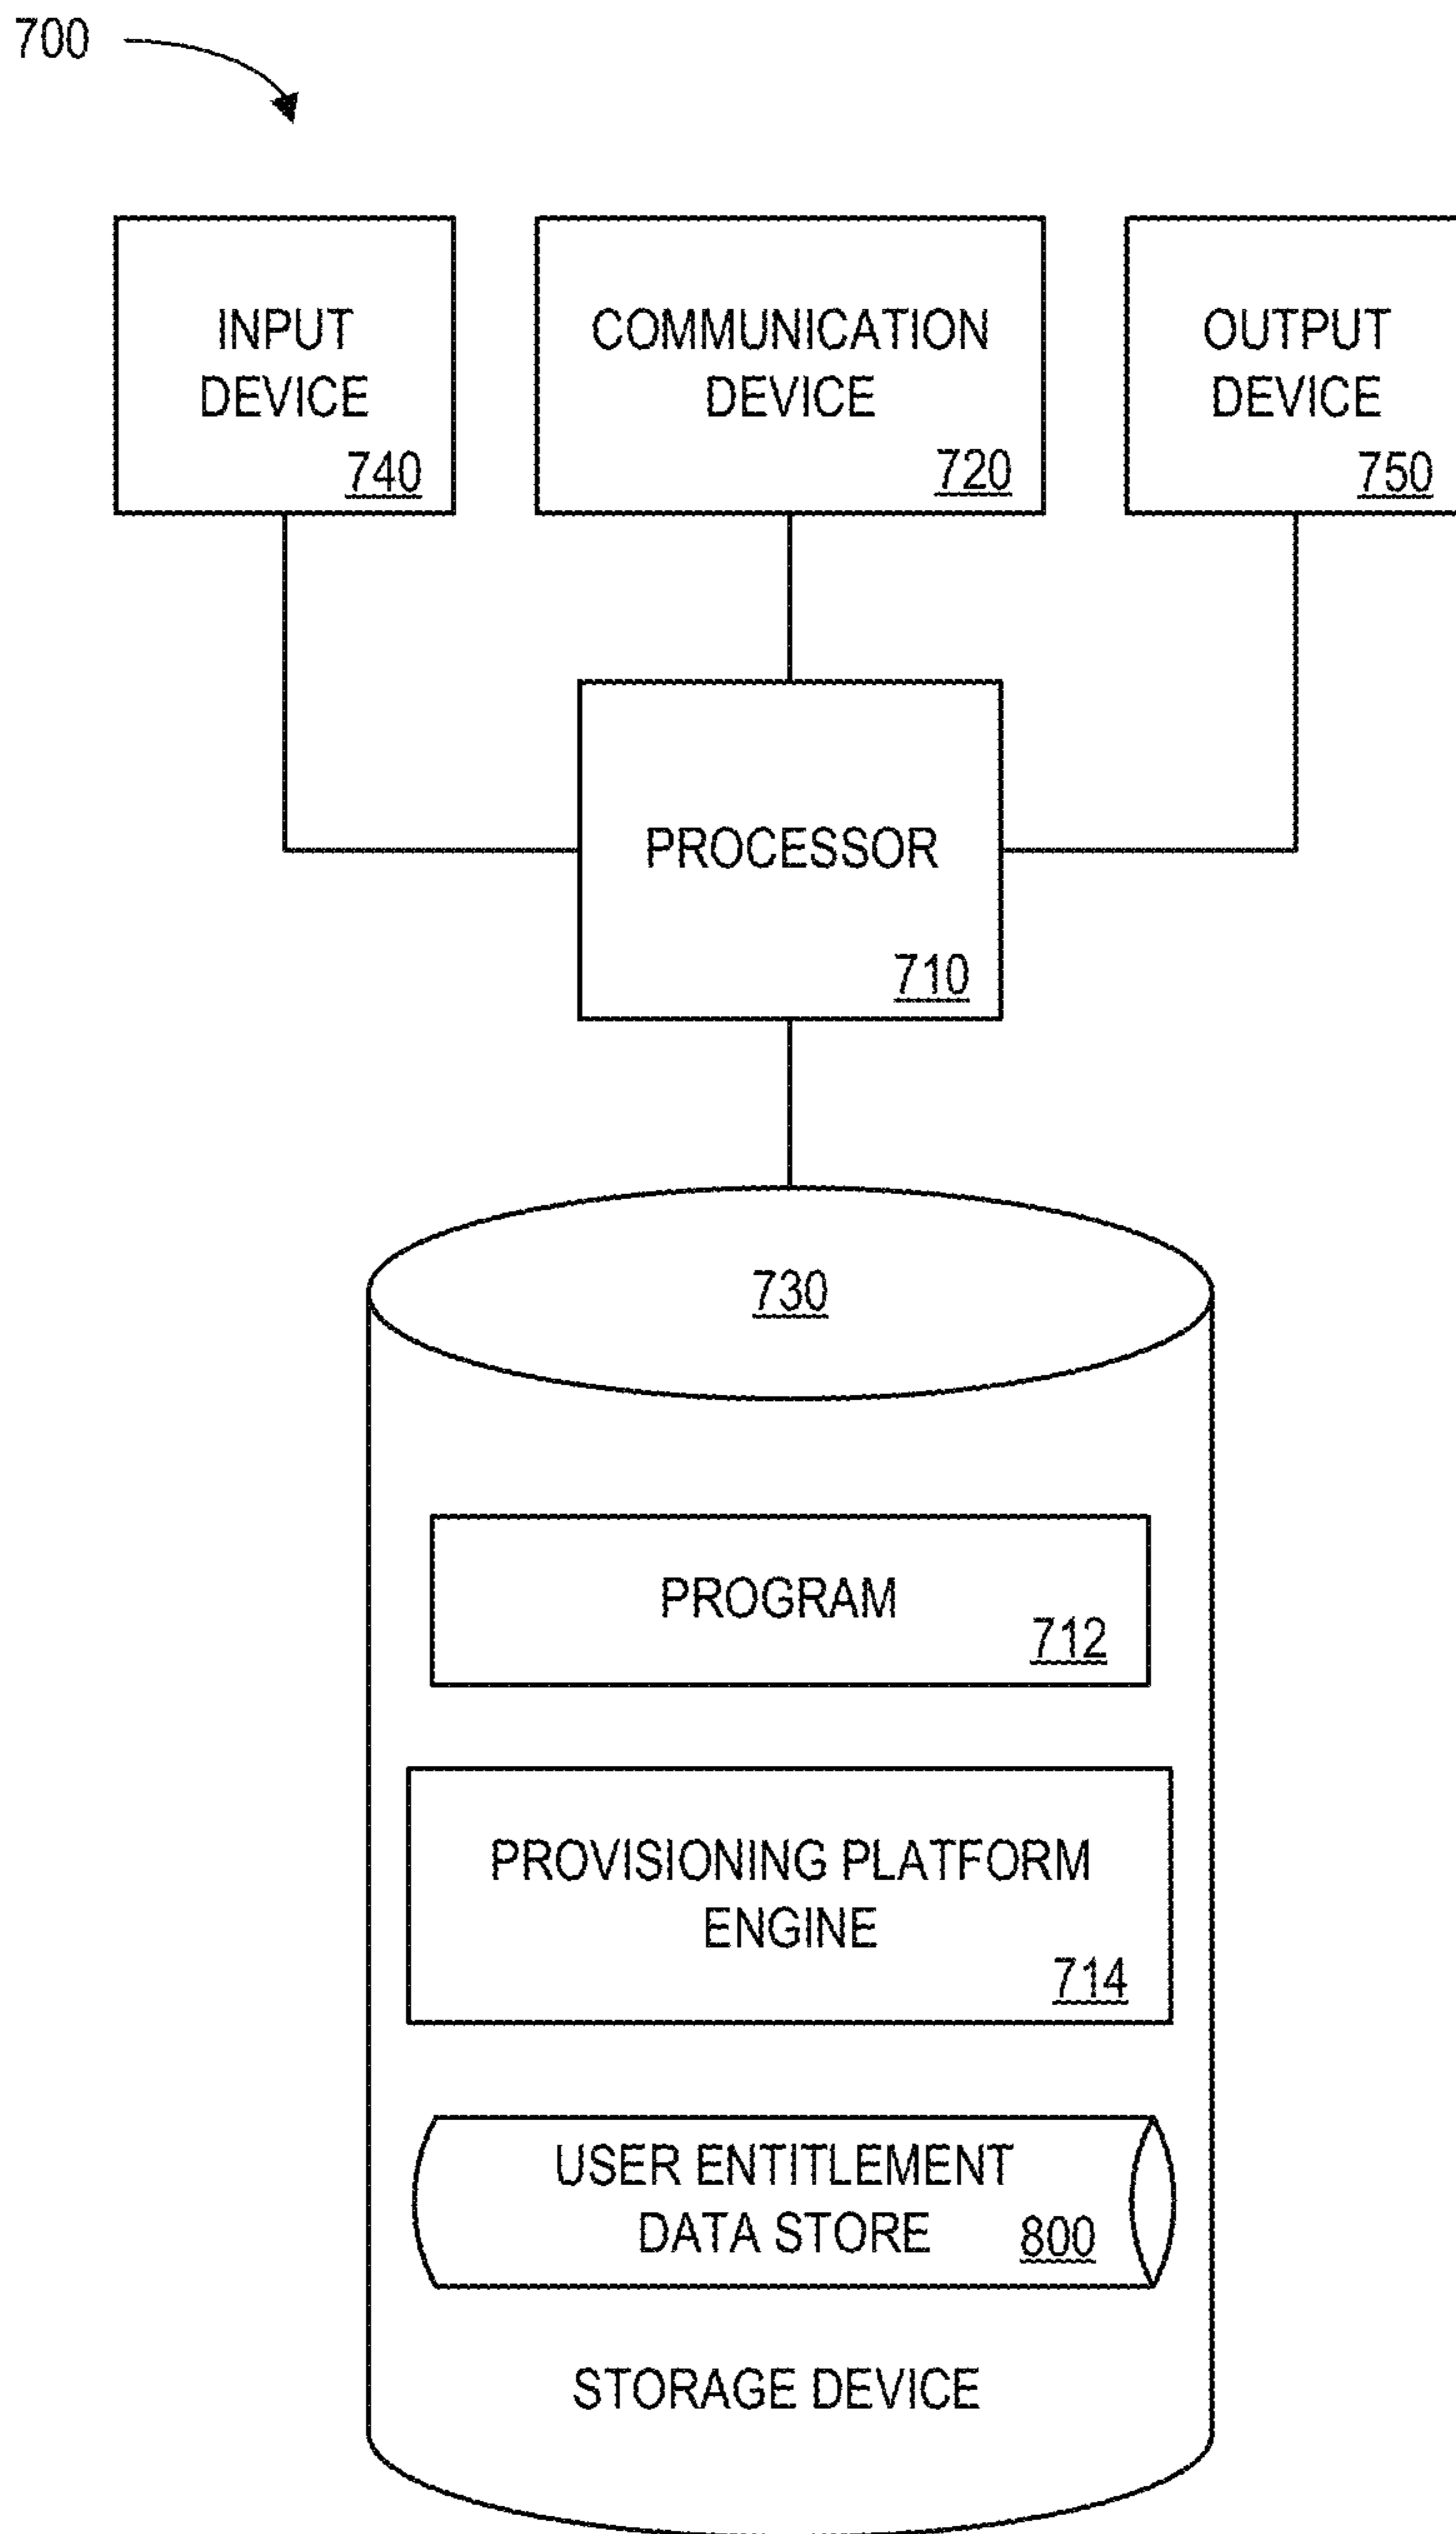 700
INPUT
DEVICE
740
COMMUNICATION
DEVICE
720
OUTPUT
DEVICE
750
PROCESSOR
710
730
PROGRAM
712
PROVISIONING PLATFORM
ENGINE
714
USER ENTITLEMENT
DATA STORE
800
STORAGE DEVICE